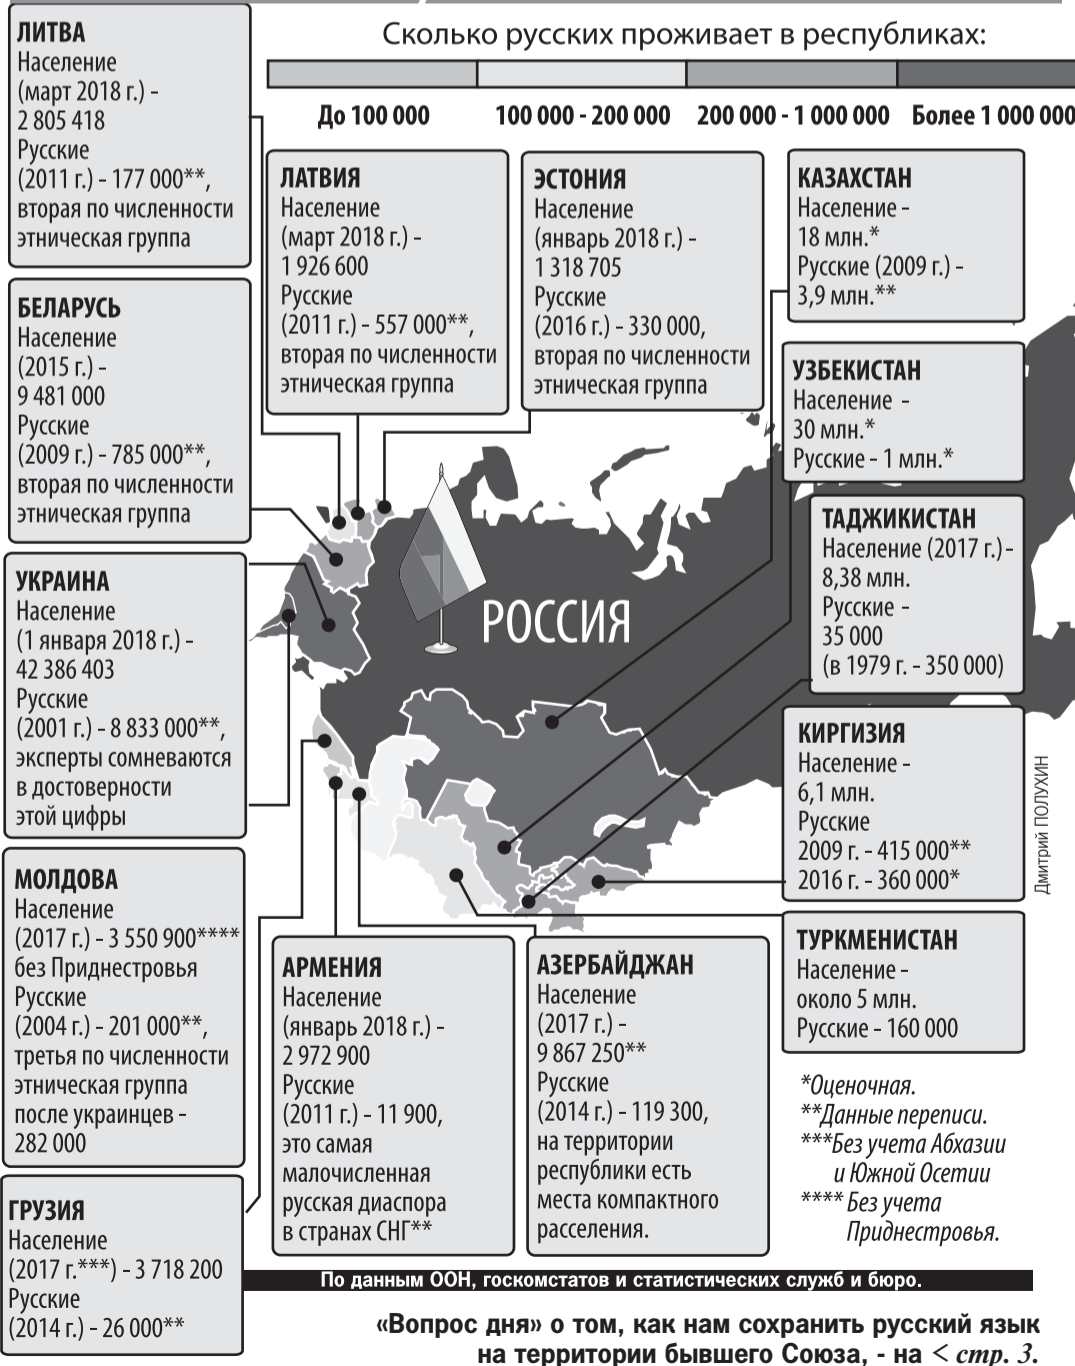 Сколько русских проживает в республиках:
До 100 000
100 000 - 200 000
200 000 - 1 000 000
Более 1 000 000
ЛИТВА
Население
(март 2018 г.) -
2 805 418
Русские
(2011 г.) - 177 000**,
вторая по численности
этническая группа
ЛАТВИЯ
Население
(март 2018 г.) -
1 926 600
Русские
(2011 г.) - 557 000**,
вторая по численности
этническая группа
ЭСТОНИЯ
Население
(январь 2018 г.) -
1 318 705
Русские
(2016 г.) - 330 000,
вторая по численности
этническая группа
КАЗАХСТАН
Население -
18 млн.*
Русские (2009 г.) -
3,9 млн.**
БЕЛАРУСЬ
Население
(2015 г.) -
9 481 000
Русские
(2009 г.) - 785 000**,
вторая по численности
этническая группа
УЗБЕКИСТАН
Население -
30 млн.*
Русские - 1 млн.*
ТАДЖИКИСТАН
Население (2017 г.) -
8,38 млн.
Русские -
35 000
(в 1979 г. - 350 000)
УКРАИНА
Население
(1 января 2018 г.) -
42 386 403
Русские
(2001 г.) - 8 833 000**,
эксперты сомневаются
в достоверности
этой цифры
РОССИЯ
КИРГИЗИЯ
Население -
6,1 млн.
Русские
2009 г. - 415 000**
2016 г. - 360 000*
Дмитрий ПОЛУХИН
МОЛДОВА
Население
(2017 г.) - 3 550 900****
без Приднестровья
Русские
(2004 г.) - 201 000**,
третья по численности
этническая группа
после украинцев -
282 000
АРМЕНИЯ
Население
(январь 2018 г.) -
2 972 900
Русские
(2011 г.) - 11 900,
это самая
малочисленная
русская диаспора
в странах СНГ**
АЗЕРБАЙДЖАН
Население
(2017 г.) -
9 867 250**
Русские
(2014 г.) - 119 300,
на территории
республики есть
места компактного
расселения.
ТУРКМЕНИСТАН
Население -
около 5 млн.
Русские - 160 000
ГРУЗИЯ
Население
(2017 г.***) - 3 718 200
Русские
(2014 г.) - 26 000**
*Оценочная.
**Данные переписи.
***Без учета Абхазии
и Южной Осетии
**** Без учета
Приднестровья.
По данным ООН, госкомстатов и статистических служб и бюро.
«Вопрос дня» о том, как нам сохранить русский язык
на территории бывшего Союза, - на < стр. 3.